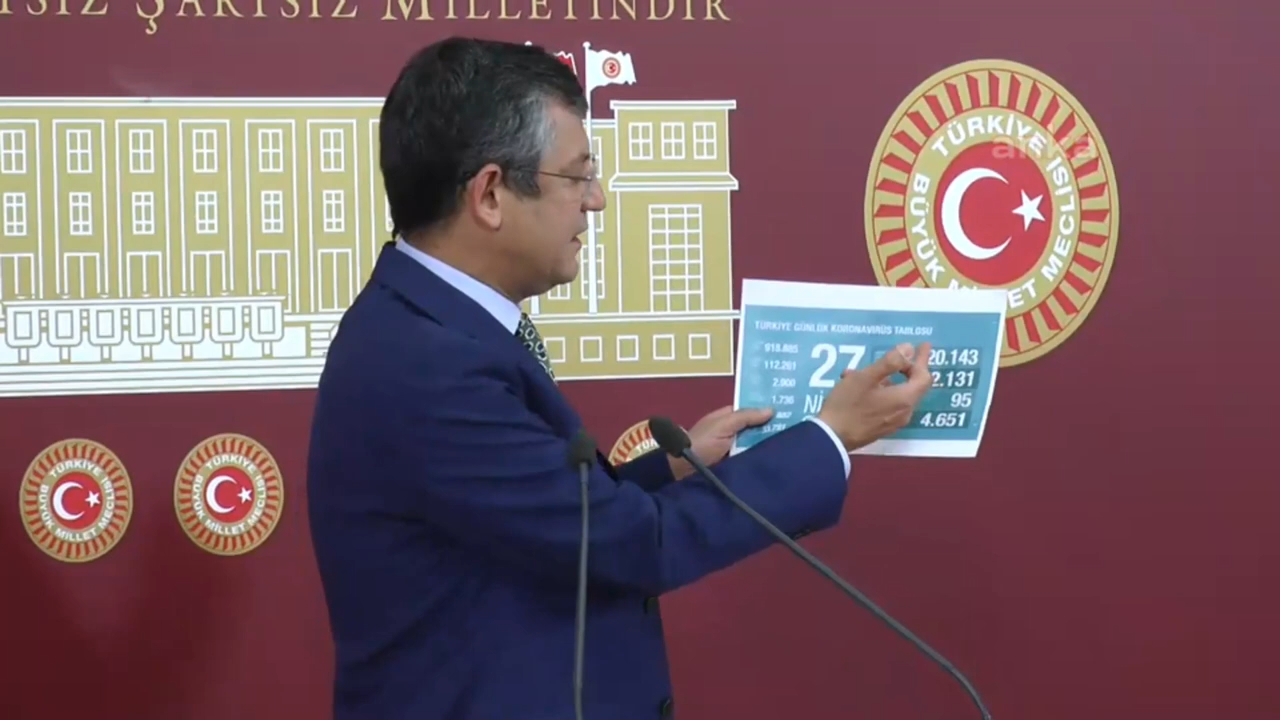 ŞARTSIZ MİLLETİNDİR
TÜRKİYE
BÜYÜK MİLLET MECLİSİ
anka
TÜRKİYE GÜNLÜK KORONAVİRÜS TABLOSU
918.885
112.261
2.900
1.736
27
Nİ
20.143
2.131
95
4.651
TÜRKİYE
BÜYÜK MİLLET MECLİSİ
TÜRKİYE
BÜYÜK MİLLET MECLİSİ